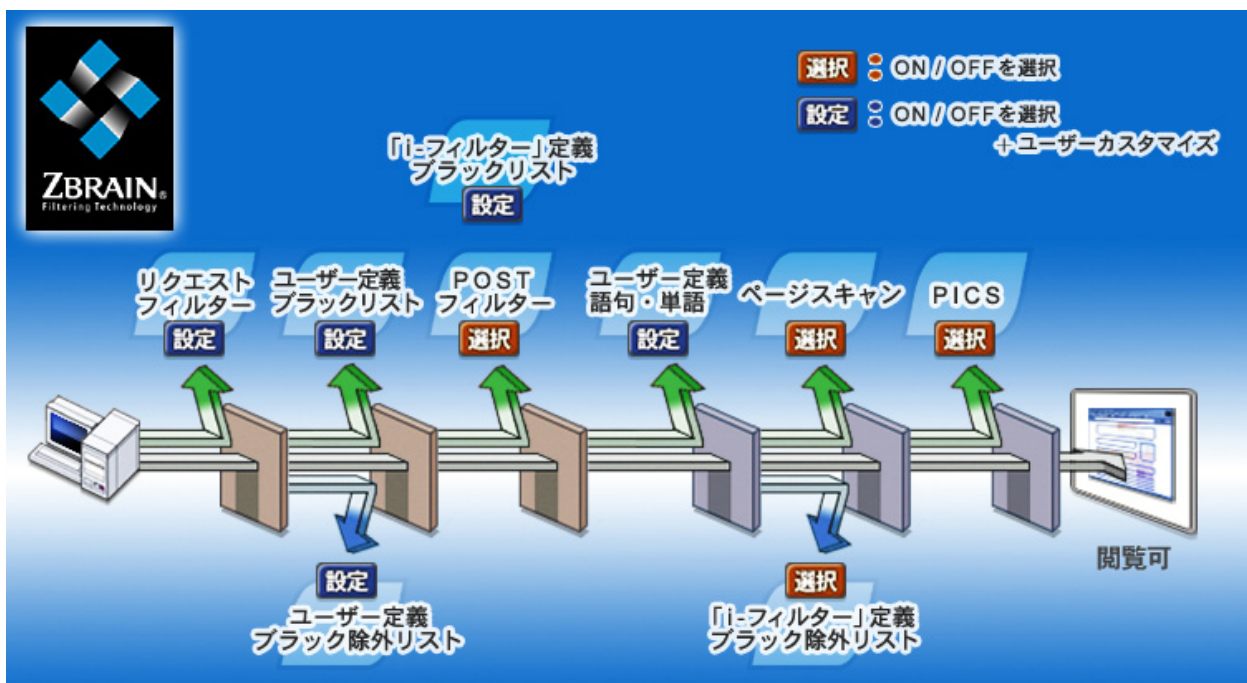 ZBRAIN®
Filtering Technology
選択 : ON/OFFを選択
設定 : ON/OFFを選択
+ユーザーカスタマイズ
「i-フィルター」定義
ブラックリスト
設定
リクエスト
フィルター
設定
ユーザー定義
ブラックリスト
設定
POST
フィルター
選択
ユーザー定義
語句・単語
設定
ページスキャン
選択
PICS
選択
閲覧可
設定
ユーザー定義
ブラック除外リスト
選択
「i-フィルター」定義
ブラック除外リスト